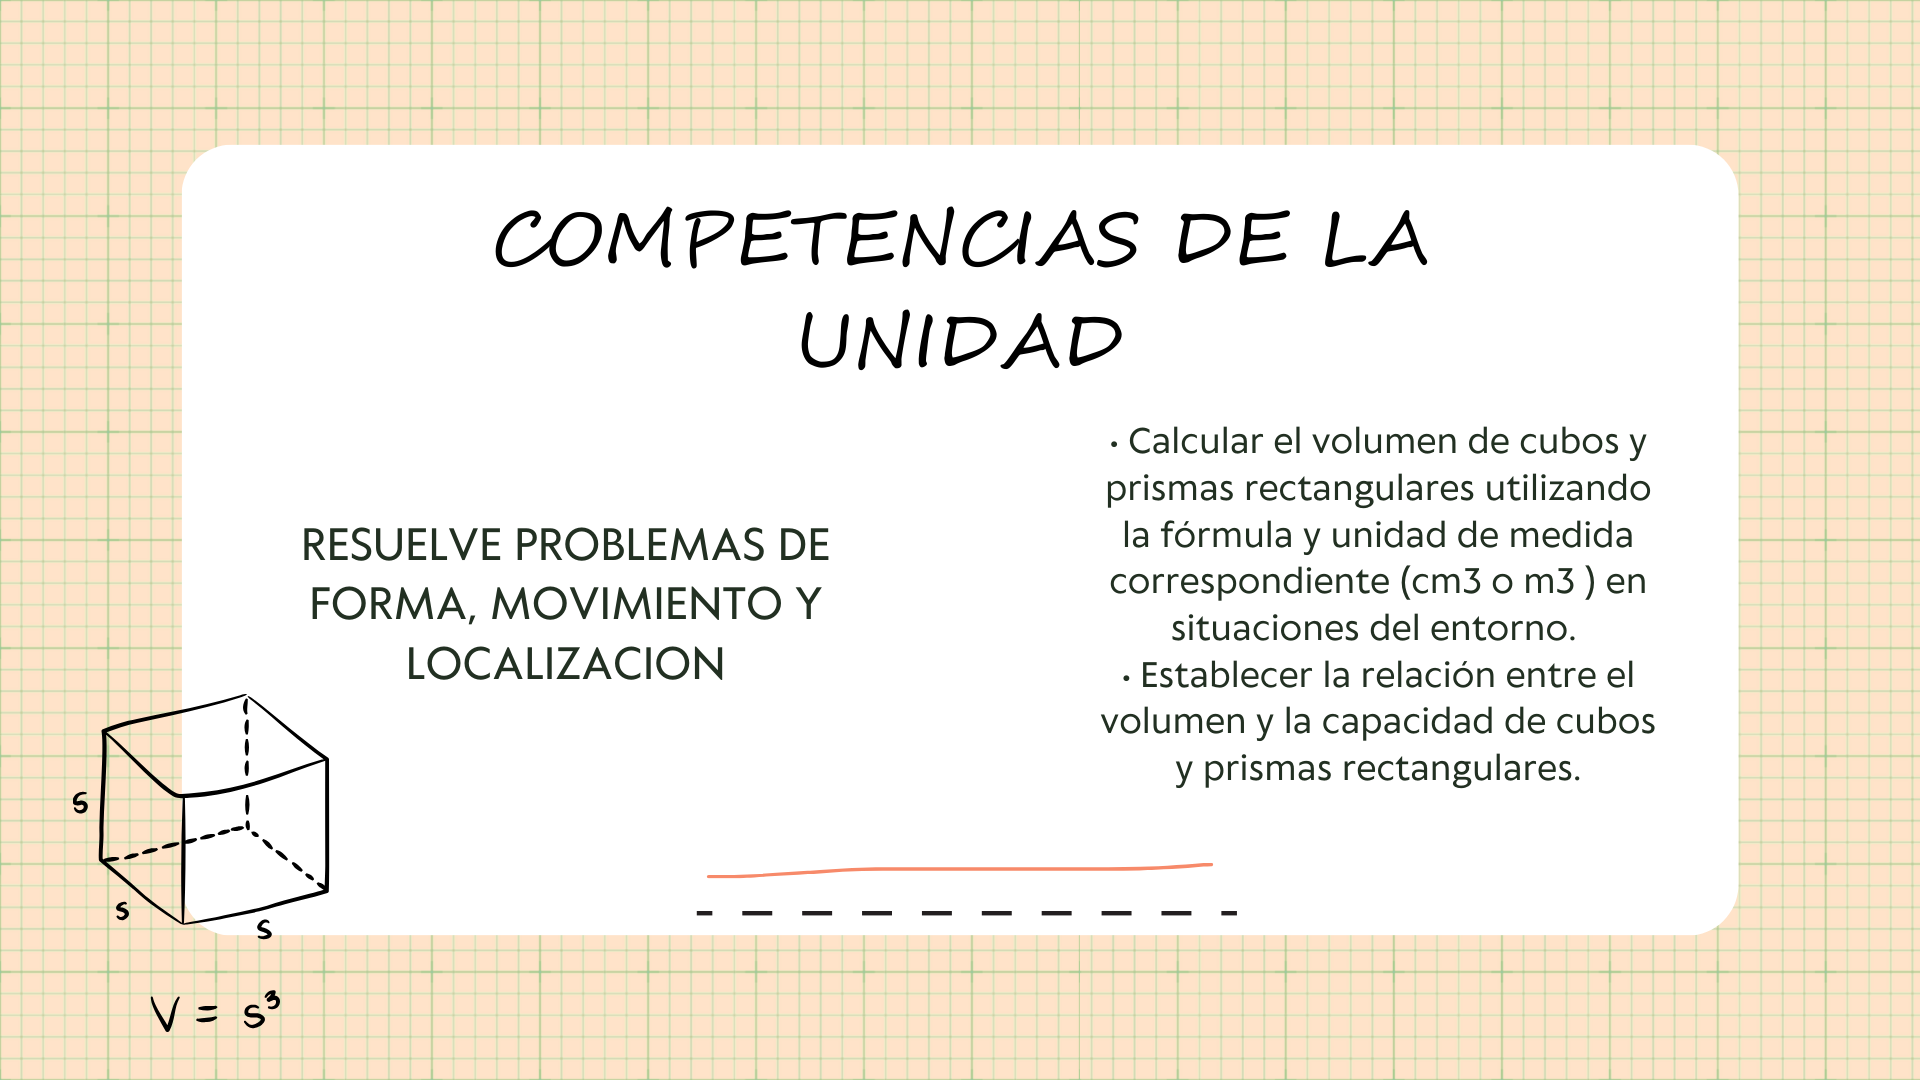 COMPETENCIAS DE LA
UNIDAD
RESUELVE PROBLEMAS DE
FORMA, MOVIMIENTO Y
LOCALIZACION
• Calcular el volumen de cubos y
prismas rectangulares utilizando
la fórmula y unidad de medida
correspondiente (cm3 o m3 ) en
situaciones del entorno.
• Establecer la relación entre el
volumen y la capacidad de cubos
y prismas rectangulares.
s
s
s
V = s³